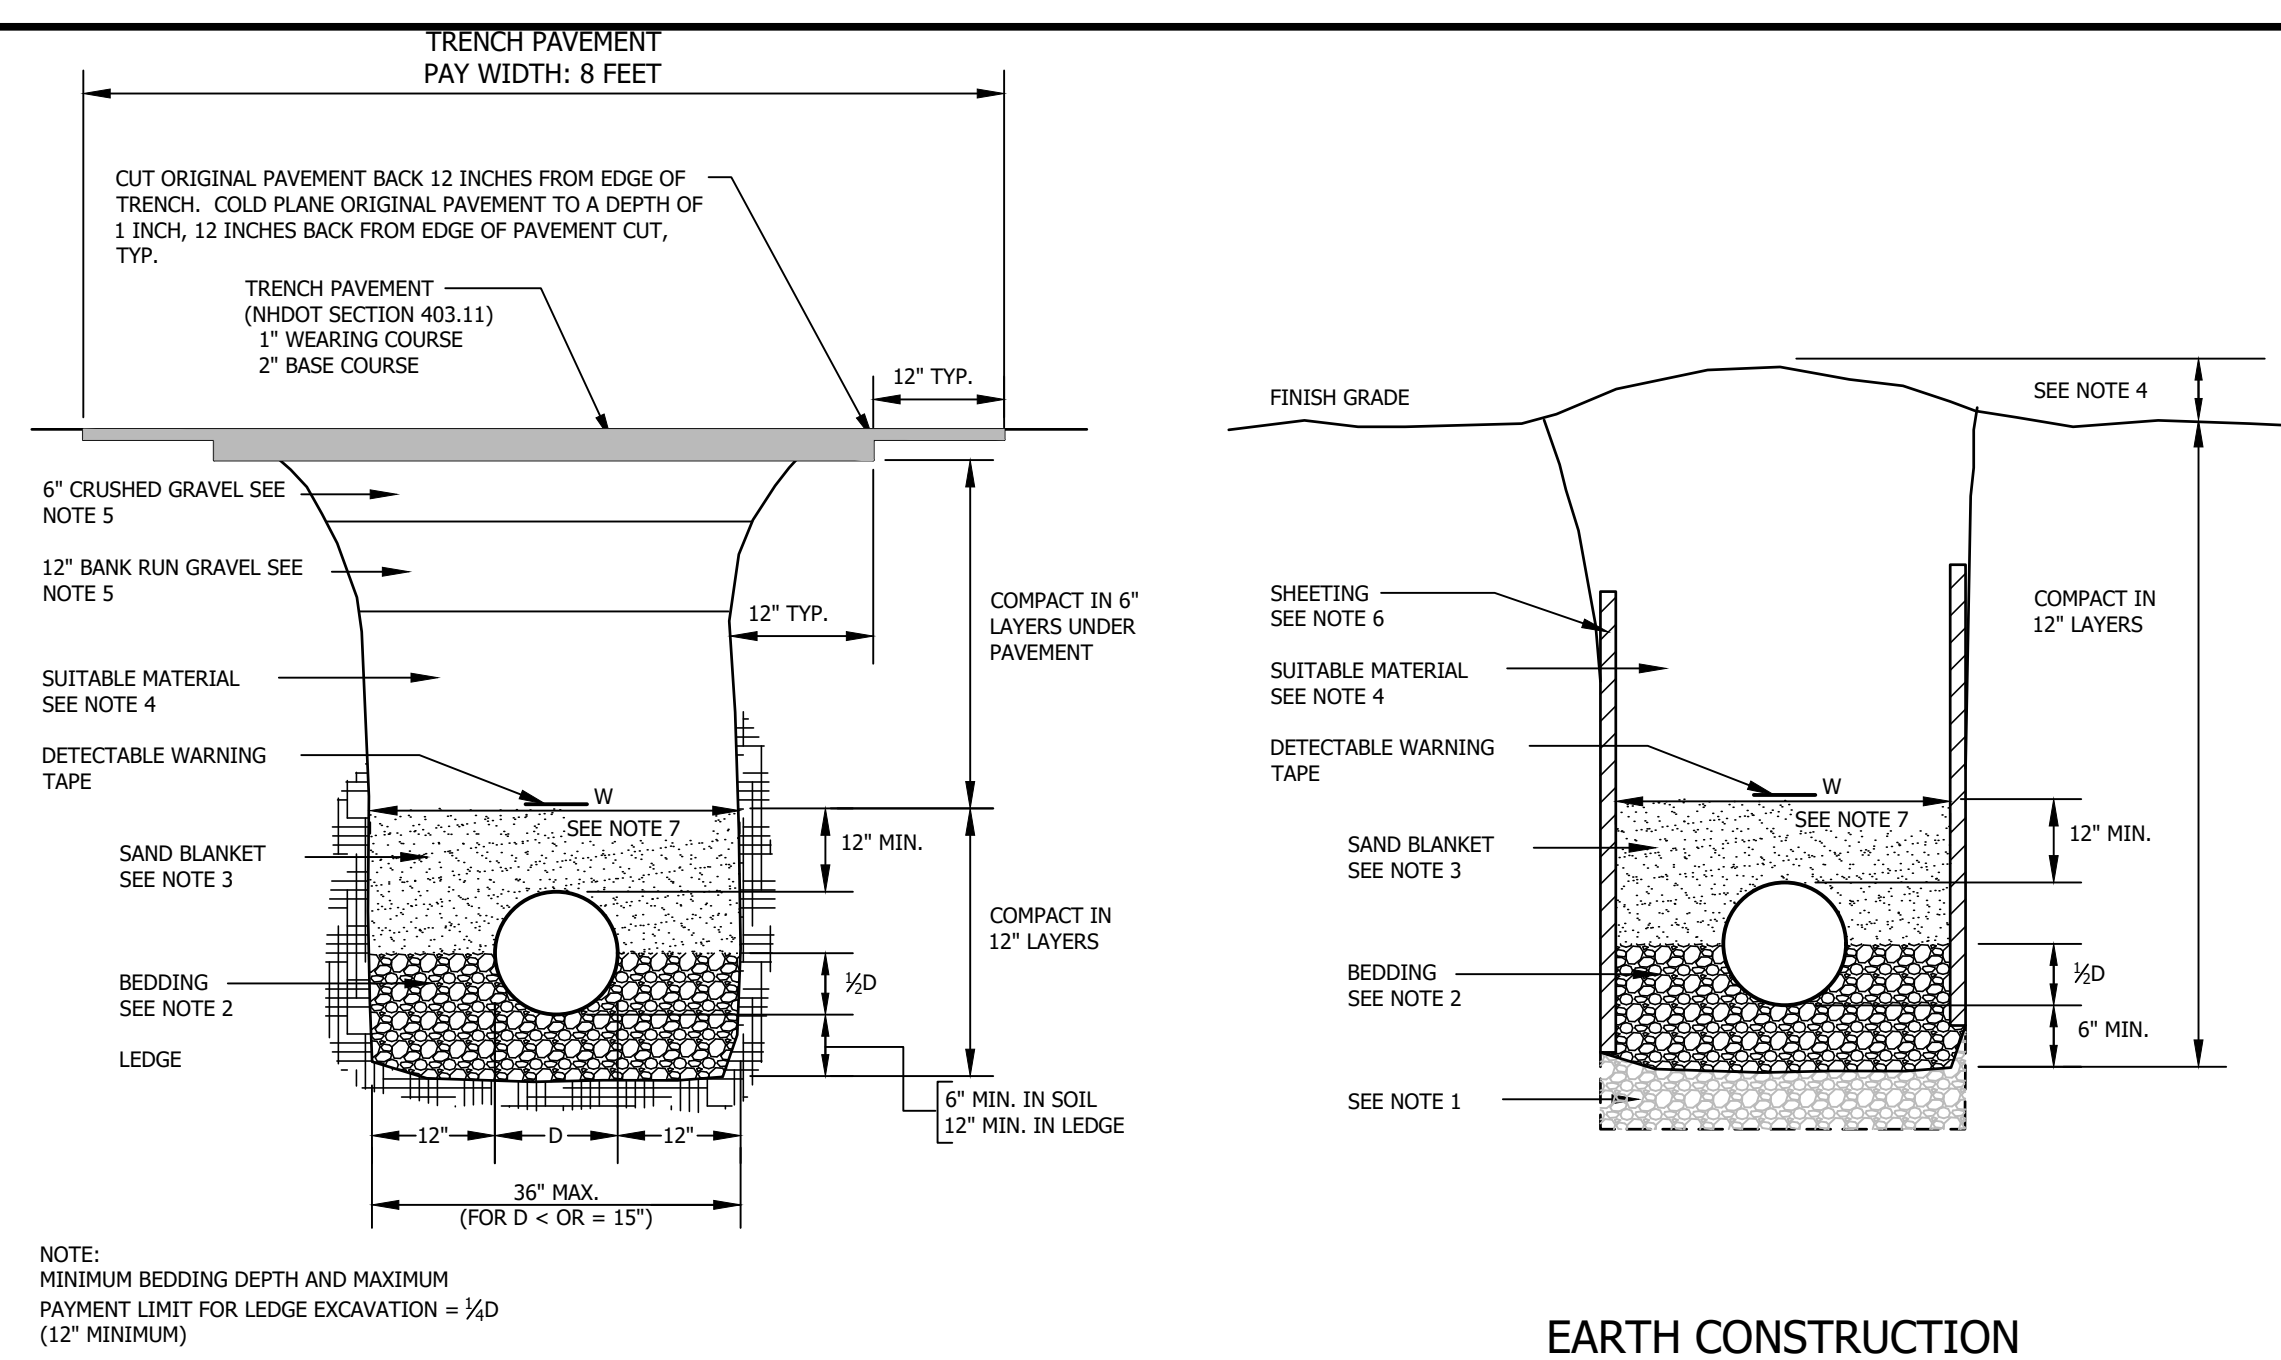 TRENCH PAVEMENT
PAY WIDTH: 8 FEET
CUT ORIGINAL PAVEMENT BACK 12 INCHES FROM EDGE OF
TRENCH. COLD PLANE ORIGINAL PAVEMENT TO A DEPTH OF
1 INCH, 12 INCHES BACK FROM EDGE OF PAVEMENT CUT,
TYP.
TRENCH PAVEMENT
(NHDOT SECTION 403.11)
1" WEARING COURSE
2" BASE COURSE
12" TYP.
6" CRUSHED GRAVEL SEE
NOTE 5
12" BANK RUN GRAVEL SEE
NOTE 5
12" TYP.
COMPACT IN 6"
LAYERS UNDER
PAVEMENT
SUITABLE MATERIAL
SEE NOTE 4
DETECTABLE WARNING
TAPE
W
SEE NOTE 7
12" MIN.
SAND BLANKET
SEE NOTE 3
COMPACT IN
12" LAYERS
BEDDING
SEE NOTE 2
½D
LEDGE
6" MIN. IN SOIL
12" MIN. IN LEDGE
12"
D
12"
36" MAX.
(FOR D < OR = 15")
NOTE:
MINIMUM BEDDING DEPTH AND MAXIMUM
PAYMENT LIMIT FOR LEDGE EXCAVATION = ¼D
(12" MINIMUM)
FINISH GRADE
SEE NOTE 4
SHEETING
SEE NOTE 6
COMPACT IN
12" LAYERS
SUITABLE MATERIAL
SEE NOTE 4
DETECTABLE WARNING
TAPE
W
SEE NOTE 7
12" MIN.
SAND BLANKET
SEE NOTE 3
BEDDING
SEE NOTE 2
½D
6" MIN.
SEE NOTE 1
EARTH CONSTRUCTION